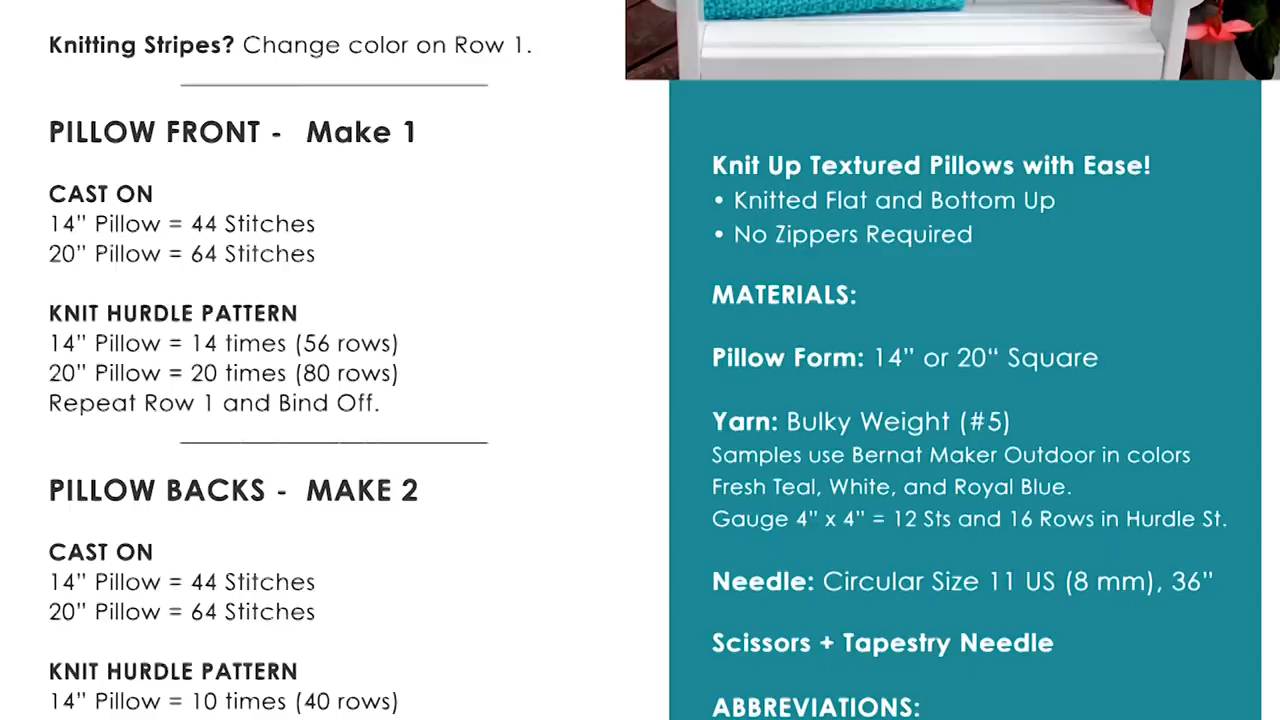 Knitting Stripes? Change color on Row 1.
PILLOW FRONT - Make 1
CAST ON
14” Pillow = 44 Stitches
20” Pillow = 64 Stitches
KNIT HURDLE PATTERN
14” Pillow = 14 times (56 rows)
20” Pillow = 20 times (80 rows)
Repeat Row 1 and Bind Off.
PILLOW BACKS - MAKE 2
CAST ON
14” Pillow = 44 Stitches
20” Pillow = 64 Stitches
KNIT HURDLE PATTERN
14” Pillow = 10 times (40 rows)
Knit Up Textured Pillows with Ease!
• Knitted Flat and Bottom Up
• No Zippers Required
MATERIALS:
Pillow Form: 14” or 20“ Square
Yarn: Bulky Weight (#5)
Samples use Bernat Maker Outdoor in colors
Fresh Teal, White, and Royal Blue.
Gauge 4” x 4” = 12 Sts and 16 Rows in Hurdle St.
Needle: Circular Size 11 US (8 mm), 36”
Scissors + Tapestry Needle
ABBREVIATIONS: